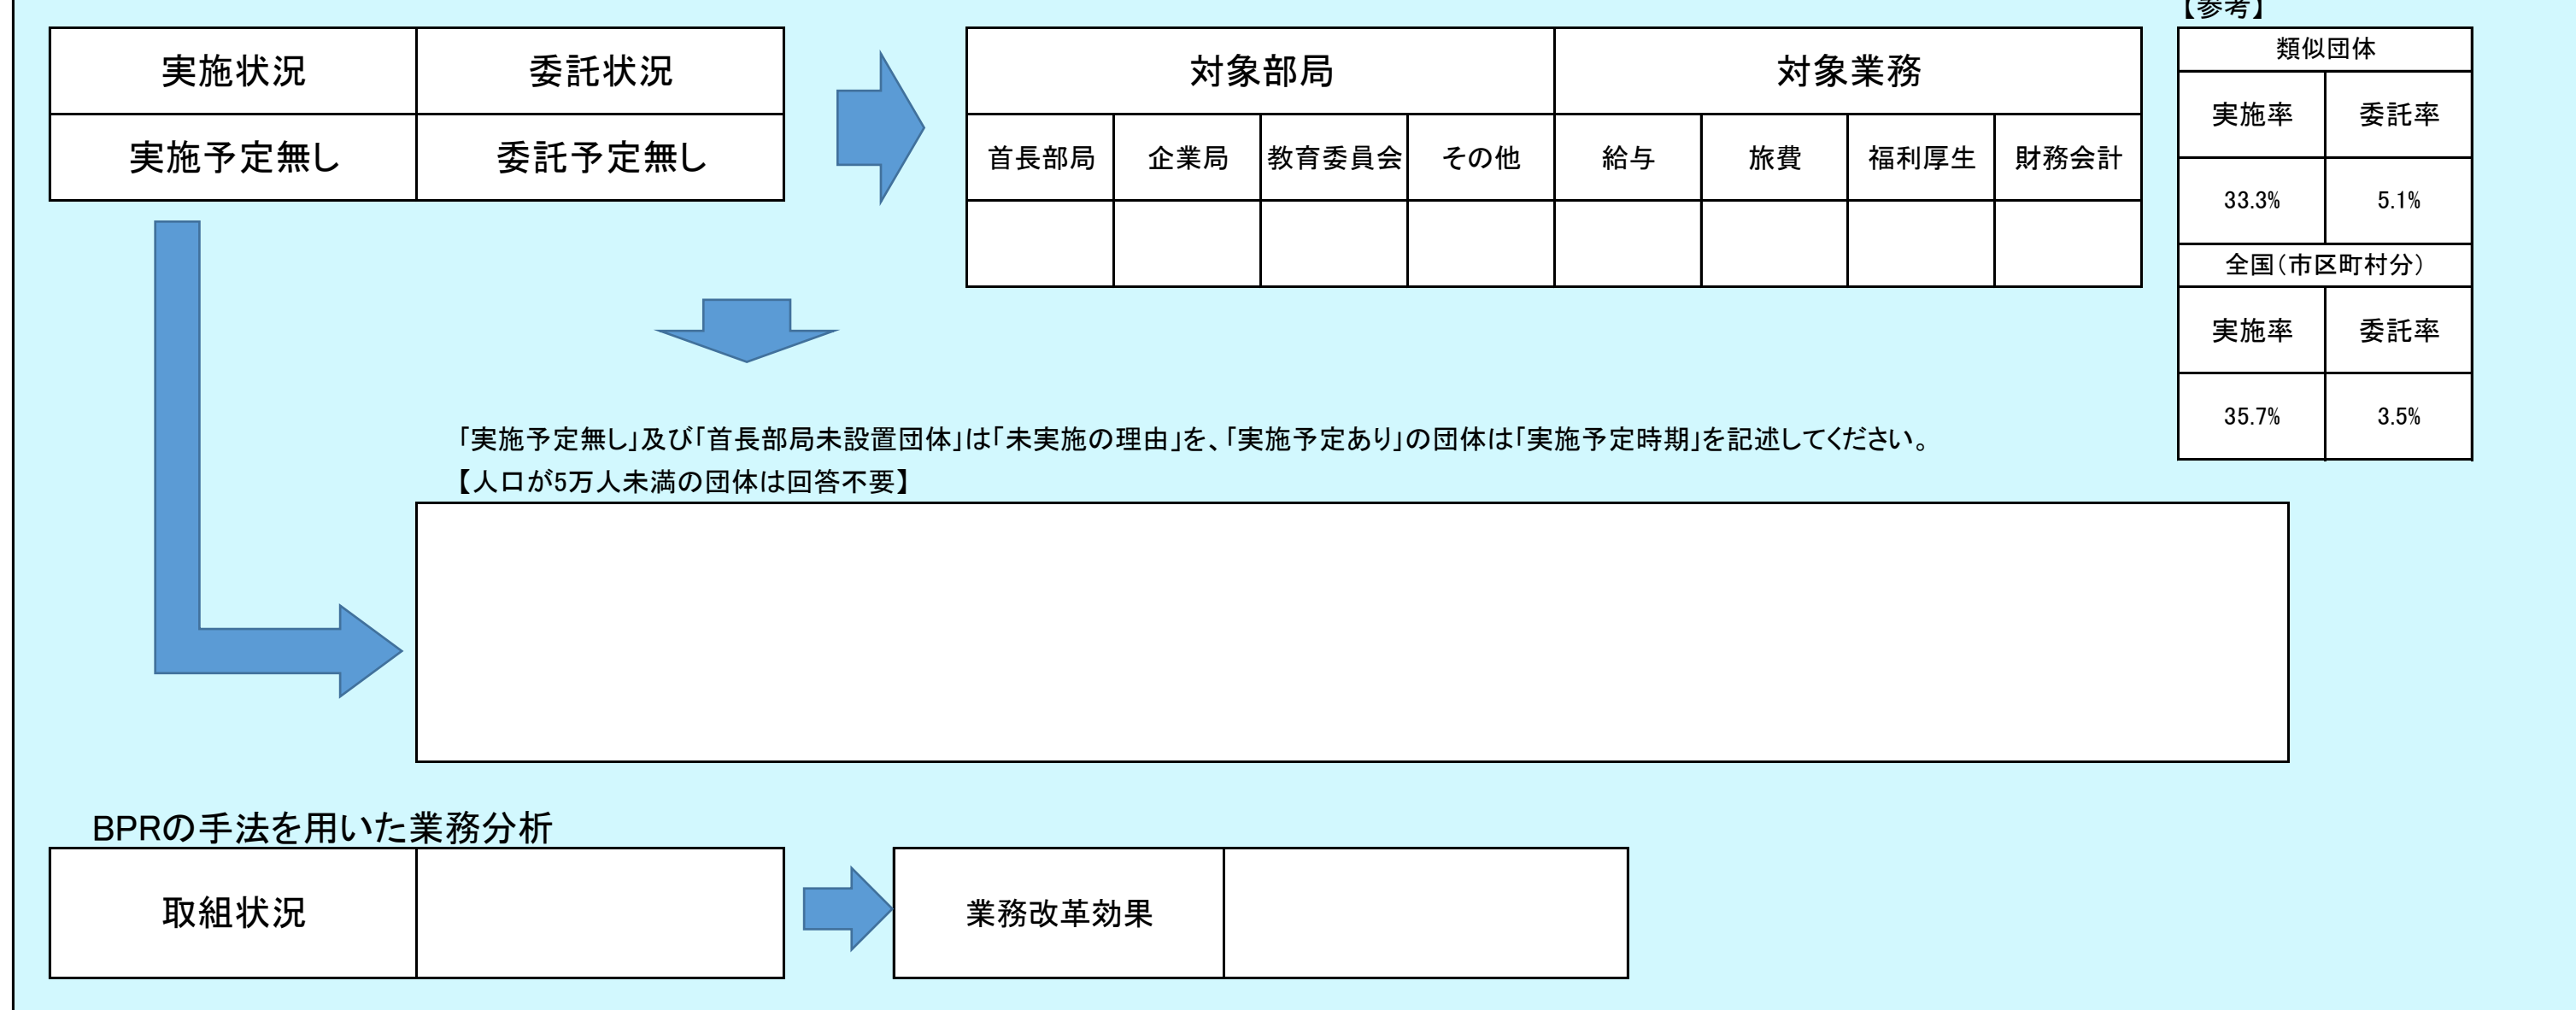 【参考】
実施状況 委託状況
実施予定無し 委託予定無し
対象部局 対象業務
首長部局 企業局 教育委員会 その他 給与 旅費 福利厚生 財務会計
類似団体
実施率 委託率
33.3% 5.1%
全国(市区町村分)
実施率 委託率
35.7% 3.5%
「実施予定無し」及び「首長部局未設置団体」は「未実施の理由」を、「実施予定あり」の団体は「実施予定時期」を記述してください。
【人口が5万人未満の団体は回答不要】
BPRの手法を用いた業務分析
取組状況
業務改革効果